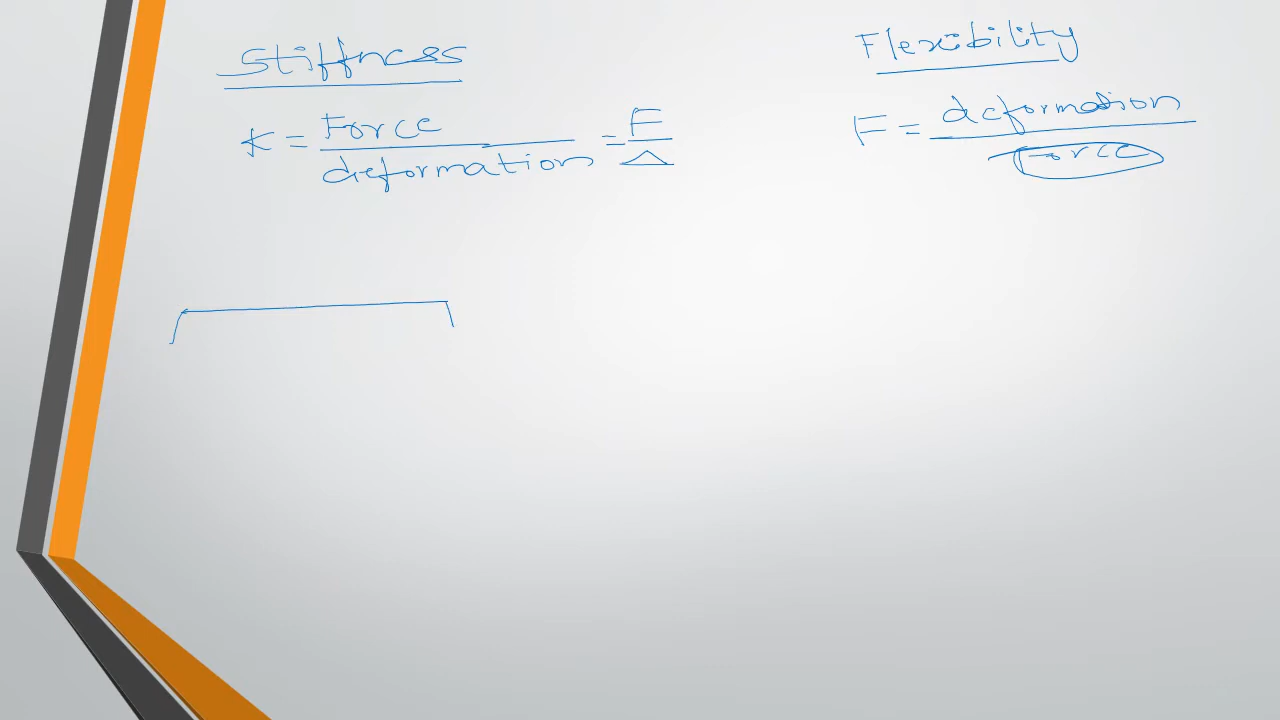 Stiffness
K = Force / deformation = F / Δ
Flexibility
F = deformation / Force